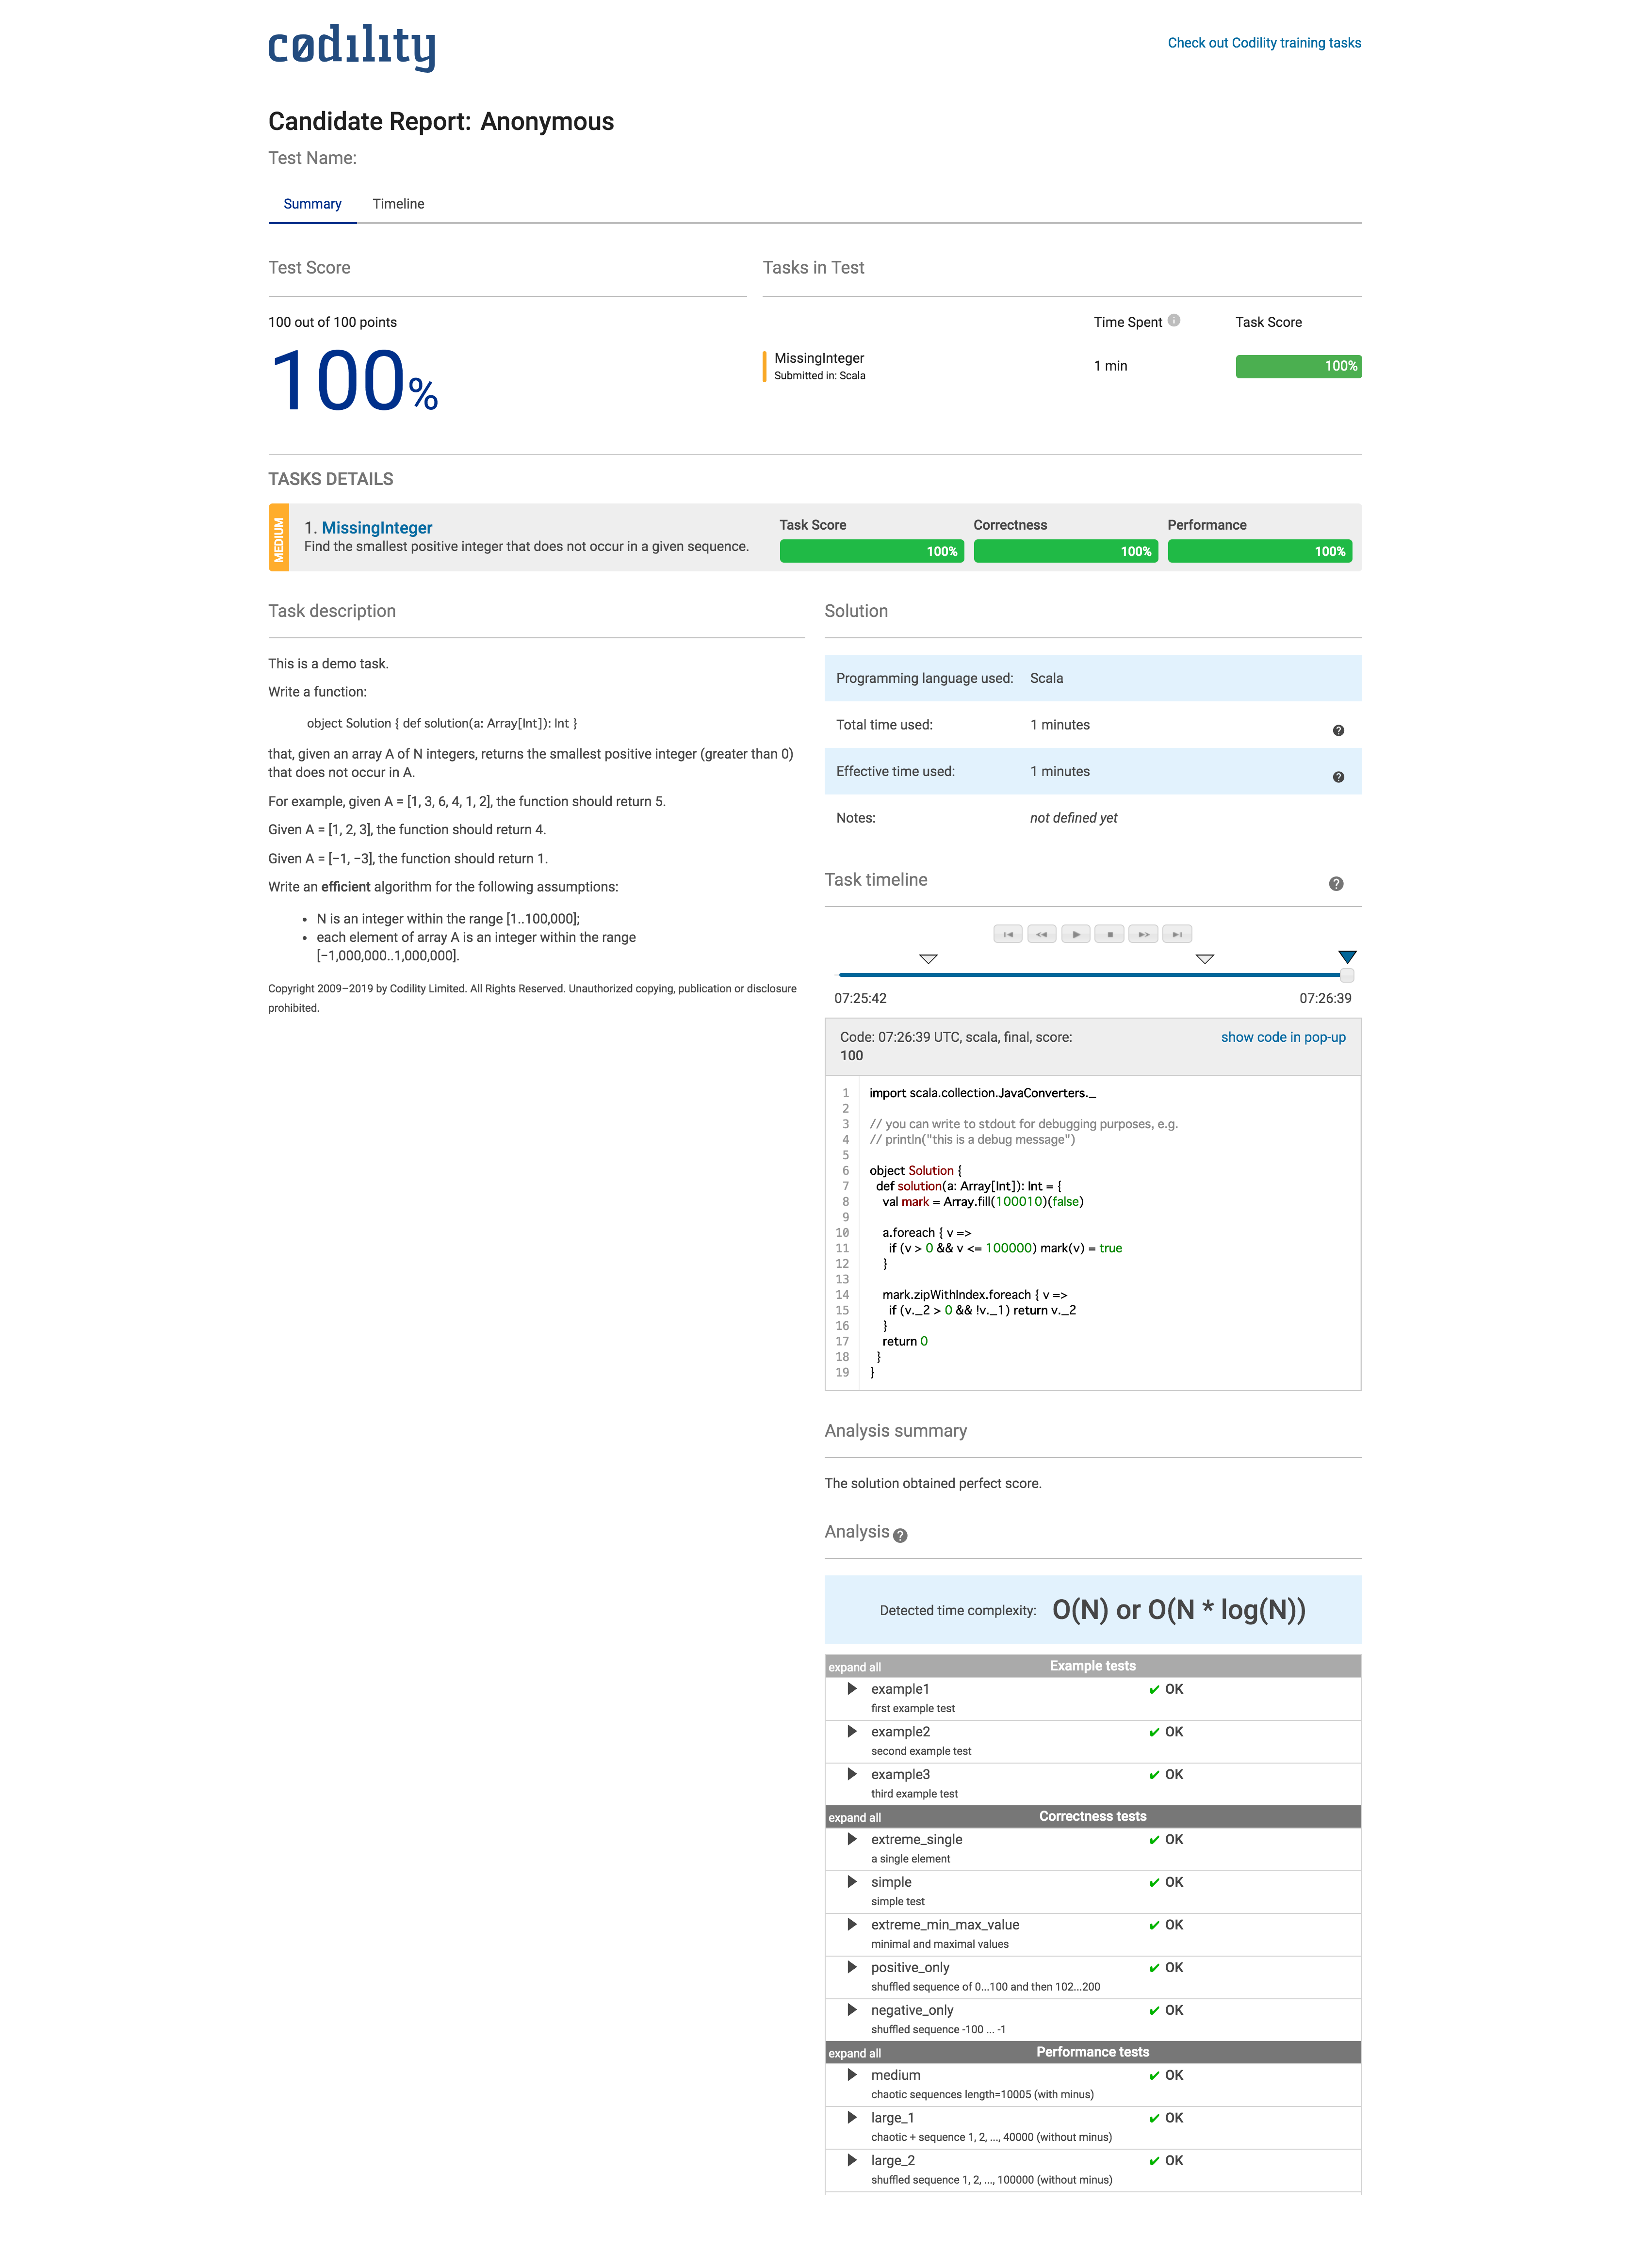 cødılıty
Check out Codility training tasks
Candidate Report: Anonymous
Test Name:
Summary Timeline
Test Score
100 out of 100 points
100%
Tasks in Test
Time Spent Task Score
MissingInteger
Submitted in: Scala
1 min
100%
TASKS DETAILS
MEDIUM
1. MissingInteger
Find the smallest positive integer that does not occur in a given sequence.
Task Score
100%
Correctness
100%
Performance
100%
Task description
This is a demo task.
Write a function:
object Solution { def solution(a: Array[Int]): Int }
that, given an array A of N integers, returns the smallest positive integer (greater than 0)
that does not occur in A.
For example, given A = [1, 3, 6, 4, 1, 2], the function should return 5.
Given A = [1, 2, 3], the function should return 4.
Given A = [−1, −3], the function should return 1.
Write an efficient algorithm for the following assumptions:
• N is an integer within the range [1..100,000];
• each element of array A is an integer within the range
[−1,000,000..1,000,000].
Copyright 2009–2019 by Codility Limited. All Rights Reserved. Unauthorized copying, publication or disclosure
prohibited.
Solution
Programming language used: Scala
Total time used: 1 minutes ?
Effective time used: 1 minutes ?
Notes: not defined yet
Task timeline ?
07:25:42 07:26:39
Code: 07:26:39 UTC, scala, final, score:
100
show code in pop-up
1 import scala.collection.JavaConverters._
2
3 // you can write to stdout for debugging purposes, e.g.
4 // println("this is a debug message")
5
6 object Solution {
7 def solution(a: Array[Int]): Int = {
8 val mark = Array.fill(100010)(false)
9
10 a.foreach { v =>
11 if (v > 0 && v <= 100000) mark(v) = true
12 }
13
14 mark.zipWithIndex.foreach { v =>
15 if (v._2 > 0 && !v._1) return v._2
16 }
17 return 0
18 }
19 }
Analysis summary
The solution obtained perfect score.
Analysis ?
Detected time complexity: O(N) or O(N * log(N))
expand all Example tests
example1 ✔ OK
first example test
example2 ✔ OK
second example test
example3 ✔ OK
third example test
expand all Correctness tests
extreme_single ✔ OK
a single element
simple ✔ OK
simple test
extreme_min_max_value ✔ OK
minimal and maximal values
positive_only ✔ OK
shuffled sequence of 0...100 and then 102...200
negative_only ✔ OK
shuffled sequence -100 ... -1
expand all Performance tests
medium ✔ OK
chaotic sequences length=10005 (with minus)
large_1 ✔ OK
chaotic + sequence 1, 2, ..., 40000 (without minus)
large_2 ✔ OK
shuffled sequence 1, 2, ..., 100000 (without minus)